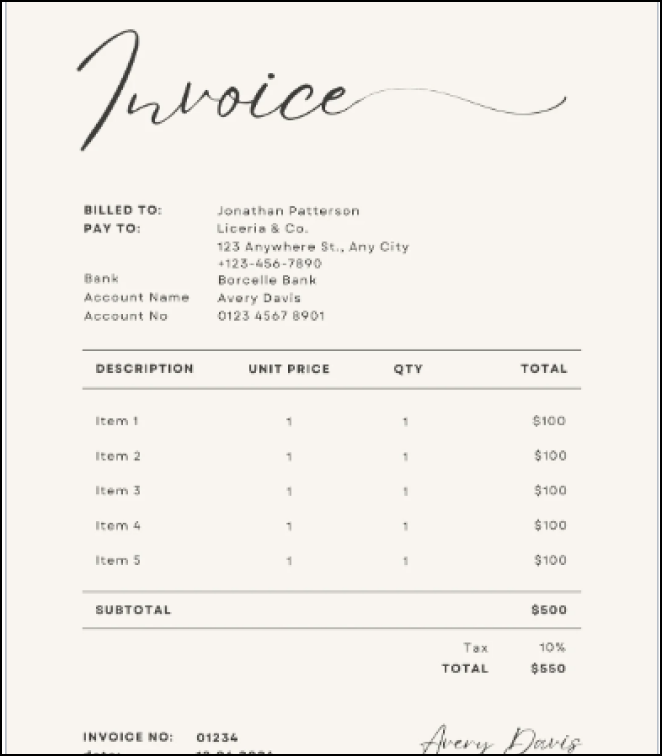 Invoice
BILLED TO: Jonathan Patterson
PAY TO: Liceria & Co.
123 Anywhere St., Any City
+123-456-7890
Bank Borcelle Bank
Account Name Avery Davis
Account No 0123 4567 8901
DESCRIPTION UNIT PRICE QTY TOTAL
Item 1 1 1 $100
Item 2 1 1 $100
Item 3 1 1 $100
Item 4 1 1 $100
Item 5 1 1 $100
SUBTOTAL $500
Tax 10%
TOTAL $550
INVOICE NO: 01234 Avery Davis